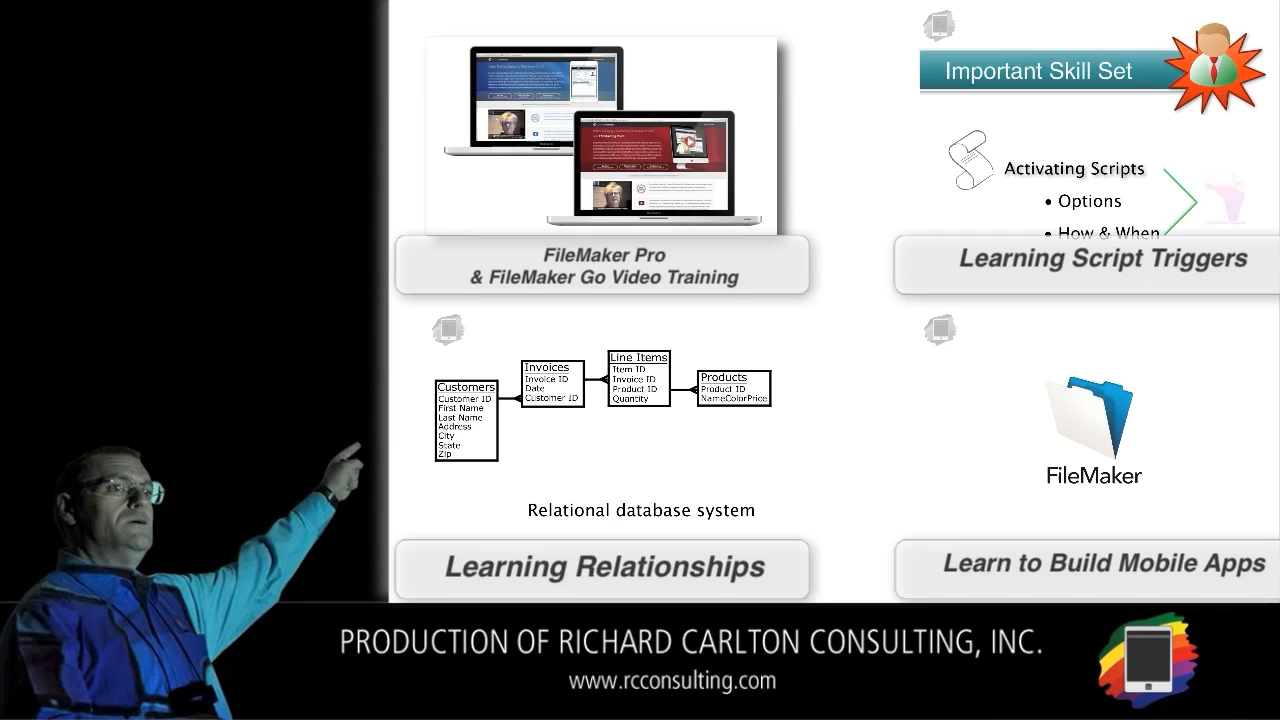 Important Skill Set
Activating Scripts
• Options
• How & When
FileMaker Pro
& FileMaker Go Video Training
Learning Script Triggers
Customers
Customer ID
First Name
Last Name
Address
City
State
Zip
Invoices
Invoice ID
Date
Customer ID
Line Items
Item ID
Invoice ID
Product ID
Quantity
Products
Product ID
NameColorPrice
Relational database system
FileMaker
Learning Relationships
Learn to Build Mobile Apps
PRODUCTION OF RICHARD CARLTON CONSULTING, INC.
www.rcconsulting.com